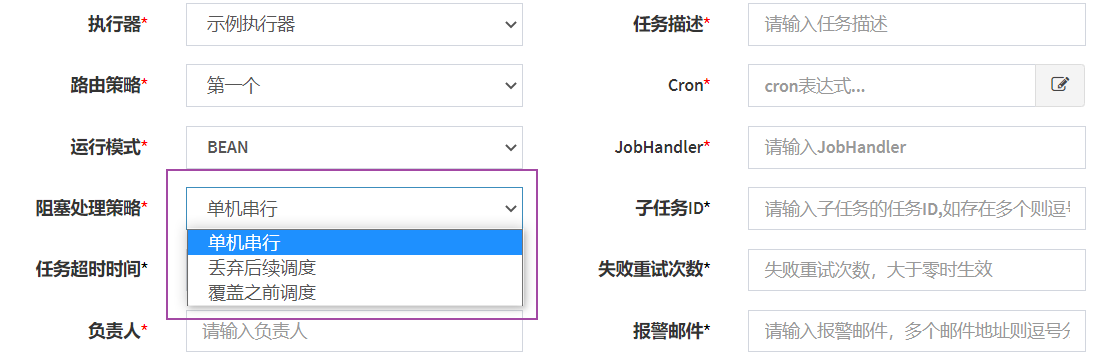 执行器* 示例执行器 任务描述* 请输入任务描述
路由策略* 第一个 Cron* cron表达式...
运行模式* BEAN JobHandler* 请输入JobHandler
阻塞处理策略* 单机串行 子任务ID* 请输入子任务的任务ID,如存在多个则逗
单机串行
任务超时时间* 丢弃后续调度 失败重试次数* 失败重试次数，大于零时生效
覆盖之前调度
负责人* 请输入负责人 报警邮件* 请输入报警邮件，多个邮件地址则逗号